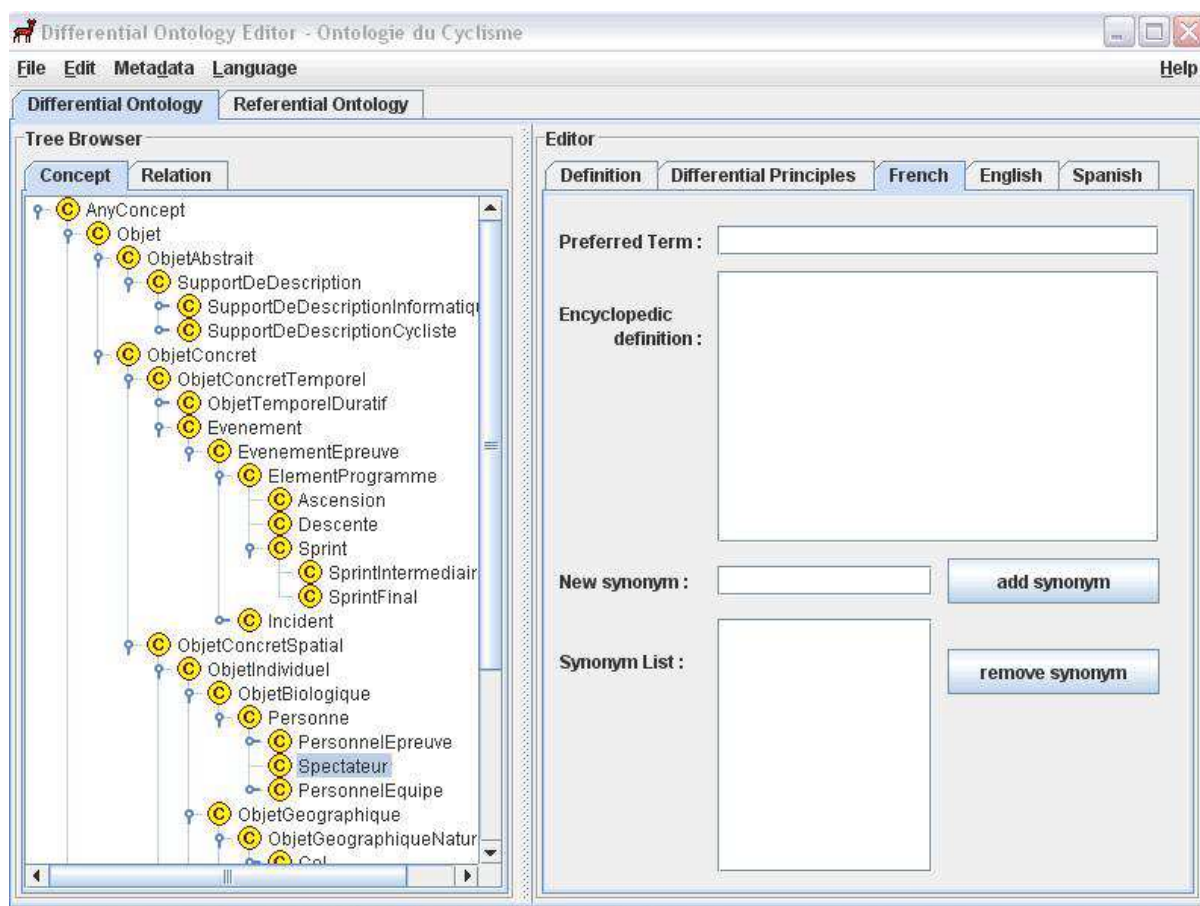 Differential Ontology Editor - Ontologie du Cyclisme
File Edit Metadata Language Help
Differential Ontology Referential Ontology
Tree Browser
Concept Relation
C AnyConcept
C Objet
C ObjetAbstrait
C SupportDeDescription
C SupportDeDescriptionInformatiqu
C SupportDeDescriptionCycliste
C ObjetConcret
C ObjetConcretTemporel
C ObjetTemporelDuratif
C Evenement
C EvenementEpreuve
C ElementProgramme
C Ascension
C Descente
C Sprint
C SprintIntermediair
C SprintFinal
C Incident
C ObjetConcretSpatial
C ObjetIndividuel
C ObjetBiologique
C Personne
C PersonnelEpreuve
C Spectateur
C PersonnelEquipe
C ObjetGeographique
C ObjetGeographiqueNatur
C Col
Editor
Definition Differential Principles French English Spanish
Preferred Term :
Encyclopedic
definition :
New synonym : add synonym
Synonym List : remove synonym